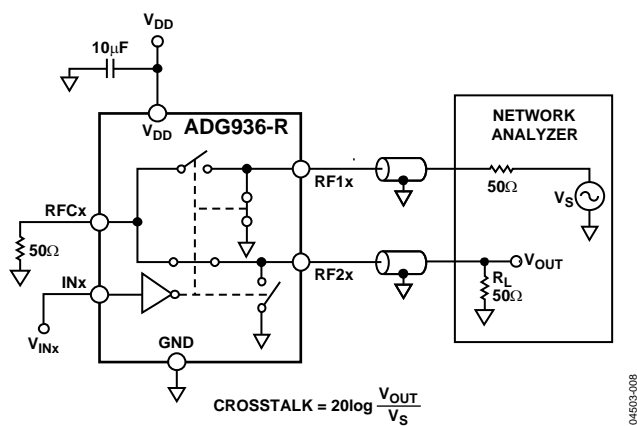 V_DD
10μF
V_DD
ADG936-R
NETWORK
ANALYZER
RF1x
50Ω
V_S
RFCx
50Ω
RF2x
V_OUT
R_L
50Ω
INx
V_INx
GND
CROSSTALK = 20log V_OUT
V_S
04503-008